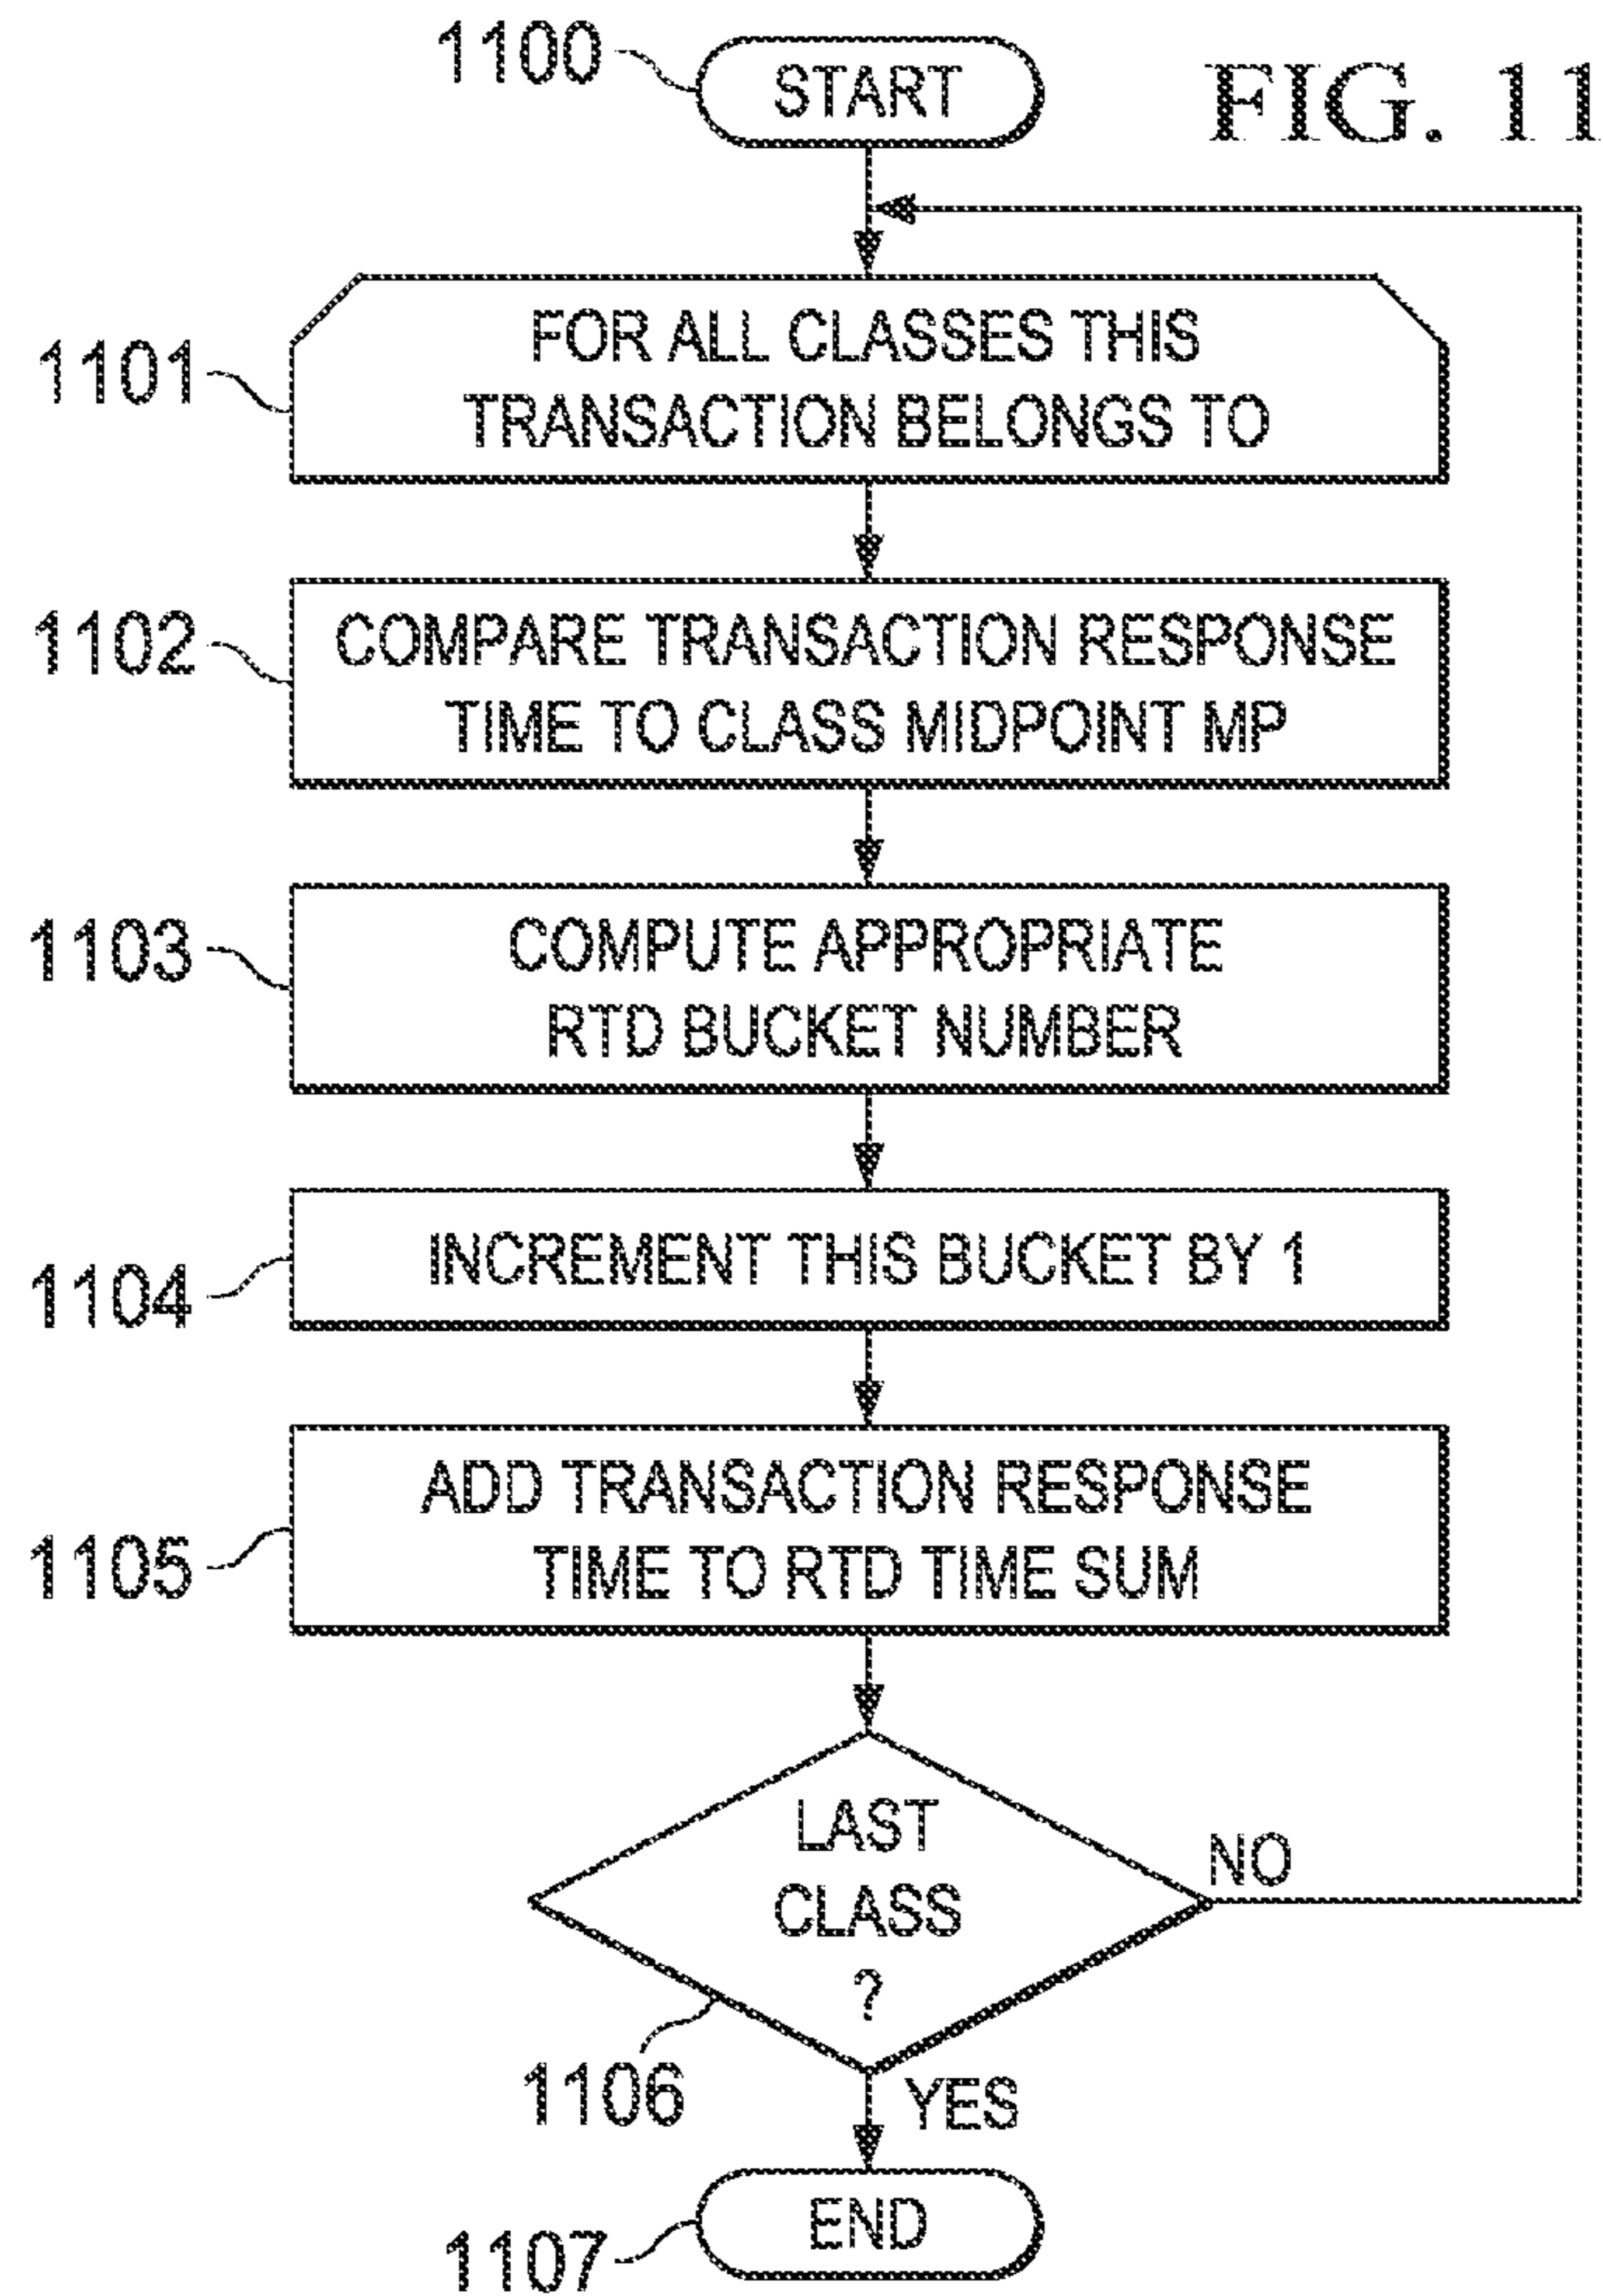 1100
START
FIG. 11
1101
FOR ALL CLASSES THIS
TRANSACTION BELONGS TO
1102
COMPARE TRANSACTION RESPONSE
TIME TO CLASS MIDPOINT MP
1103
COMPUTE APPROPRIATE
RTD BUCKET NUMBER
1104
INCREMENT THIS BUCKET BY 1
1105
ADD TRANSACTION RESPONSE
TIME TO RTD TIME SUM
LAST
CLASS
?
NO
1106
YES
END
1107